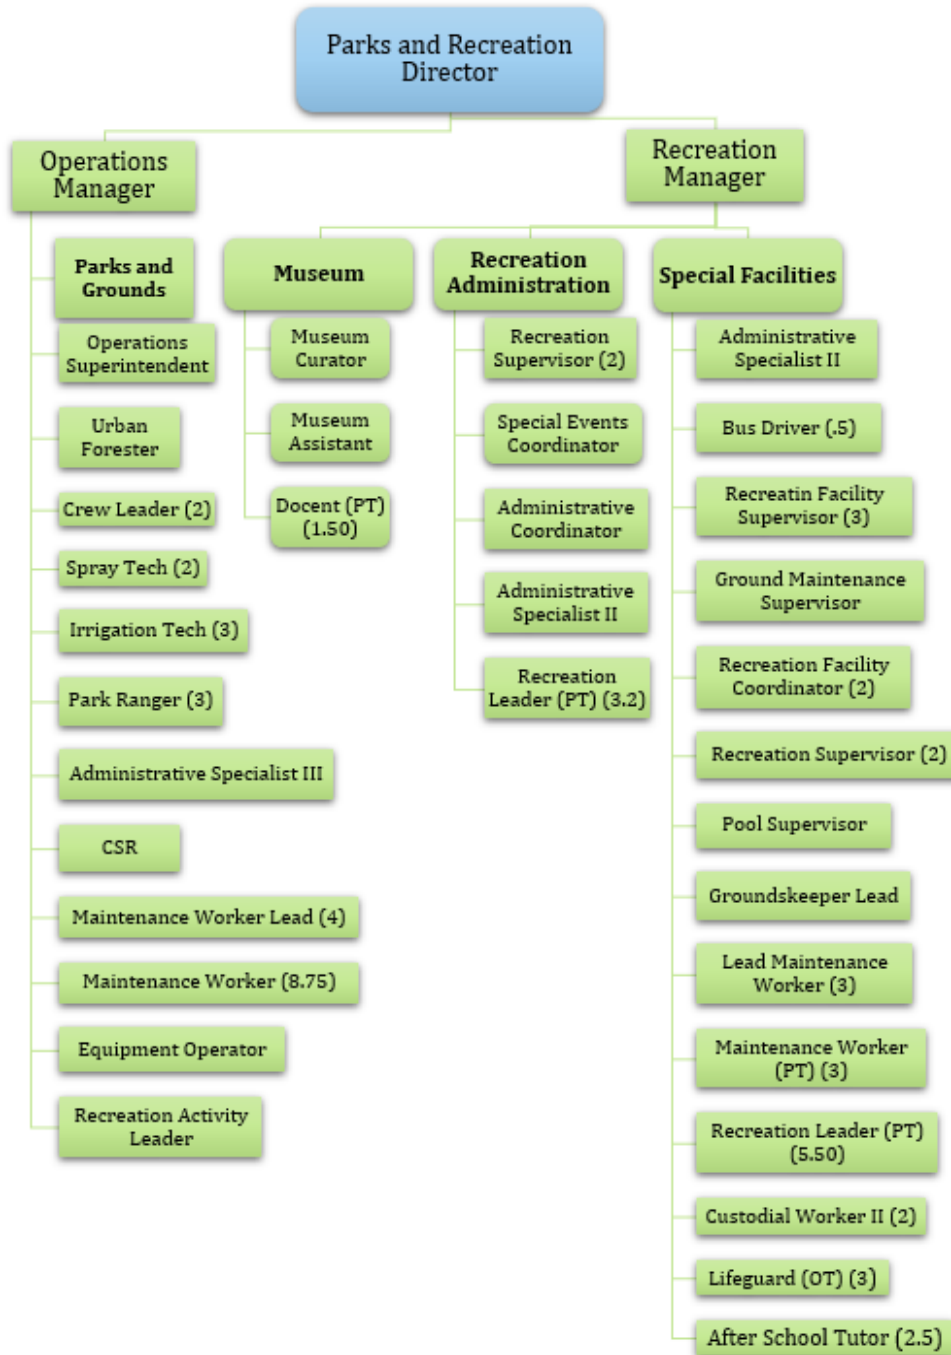 Parks and Recreation
Director
Operations
Manager
Recreation
Manager
Parks and
Grounds
Operations
Superintendent
Urban
Forester
Crew Leader (2)
Spray Tech (2)
Irrigation Tech (3)
Park Ranger (3)
Administrative Specialist III
CSR
Maintenance Worker Lead (4)
Maintenance Worker (8.75)
Equipment Operator
Recreation Activity
Leader
Museum
Museum
Curator
Museum
Assistant
Docent (PT)
(1.50)
Recreation
Administration
Recreation
Supervisor (2)
Special Events
Coordinator
Administrative
Coordinator
Administrative
Specialist II
Recreation
Leader (PT) (3.2)
Special Facilities
Administrative
Specialist II
Bus Driver (.5)
Recreatin Facility
Supervisor (3)
Ground Maintenance
Supervisor
Recreation Facility
Coordinator (2)
Recreation Supervisor (2)
Pool Supervisor
Groundskeeper Lead
Lead Maintenance
Worker (3)
Maintenance Worker
(PT) (3)
Recreation Leader (PT)
(5.50)
Custodial Worker II (2)
Lifeguard (OT) (3)
After School Tutor (2.5)